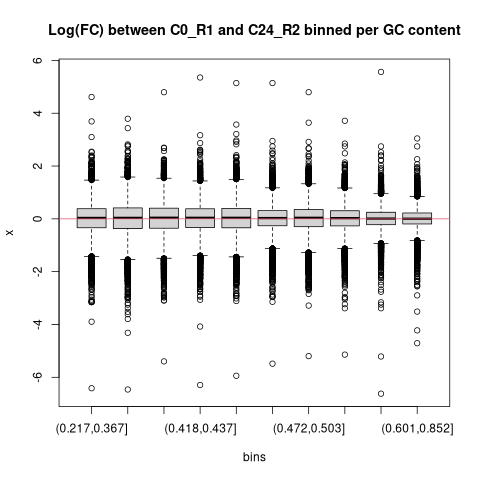 Log(FC) between C0_R1 and C24_R2 binned per GC content
6
4
2
0
-2
-4
-6
x
(0.217,0.367] (0.418,0.437] (0.472,0.503] (0.601,0.852]
bins